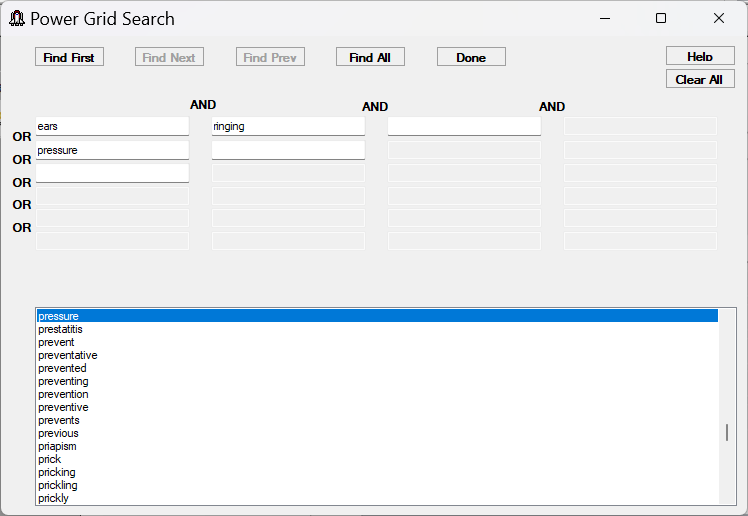 Power Grid Search
Find First Find Next Find Prev Find All Done Help
Clear All
AND AND AND
ears ringing
OR
pressure
OR
OR
OR
OR
pressure
prestatitis
prevent
preventative
prevented
preventing
prevention
preventive
prevents
previous
priapism
prick
pricking
prickling
prickly